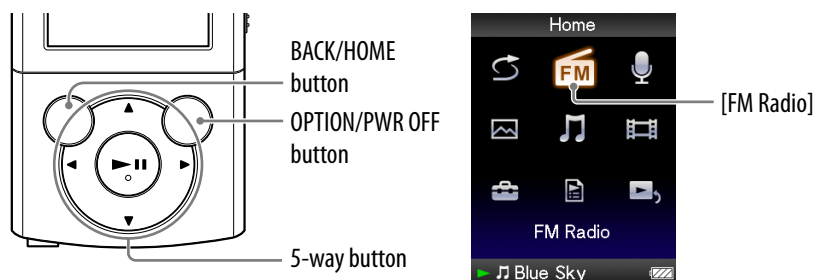 BACK/HOME
button
OPTION/PWR OFF
button
5-way button
Home
FM
[FM Radio]
FM Radio
Blue Sky